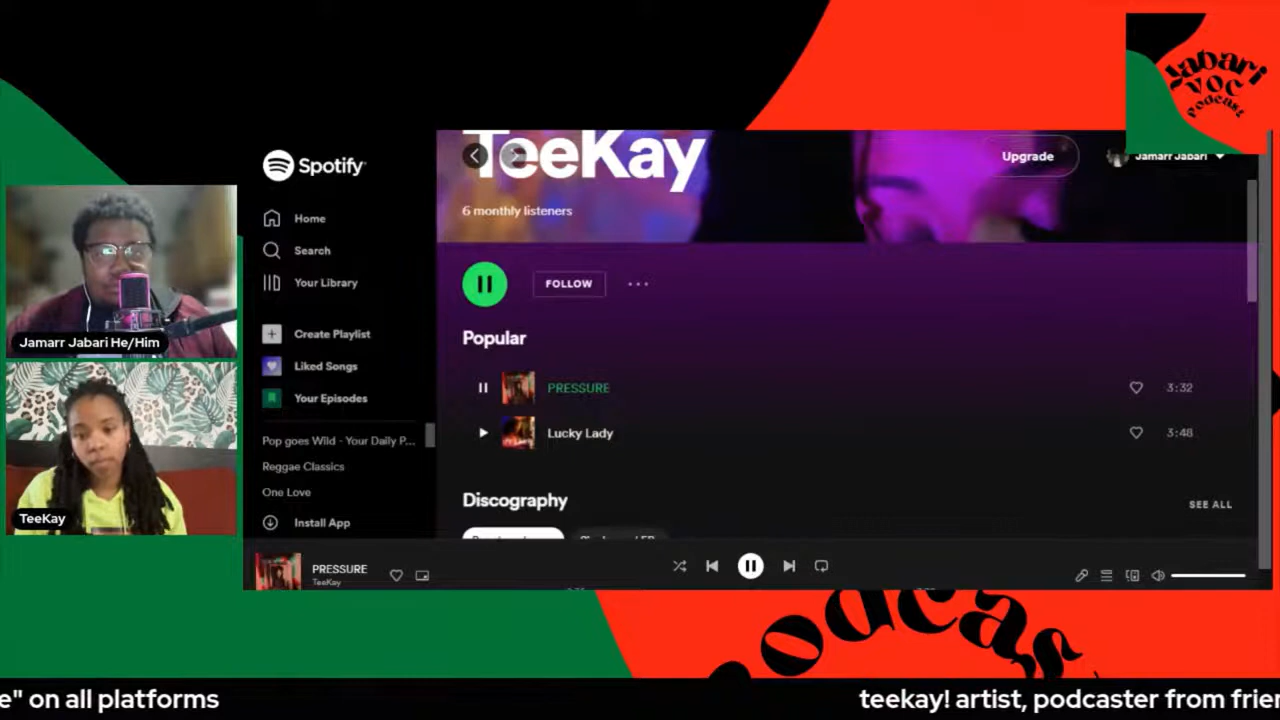 Jabari
VOC
Podcast
Spotify
Home
Search
Your Library
Create Playlist
Liked Songs
Your Episodes
Pop goes Wild - Your Daily P...
Reggae Classics
One Love
Install App
TeeKay
6 monthly listeners
Upgrade
Jamarr Jabari
FOLLOW
Popular
PRESSURE
3:32
Lucky Lady
3:48
Discography
SEE ALL
Jamarr Jabari He/Him
TeeKay
PRESSURE
TeeKay
Podcas
e" on all platforms
teekay! artist, podcaster from frien